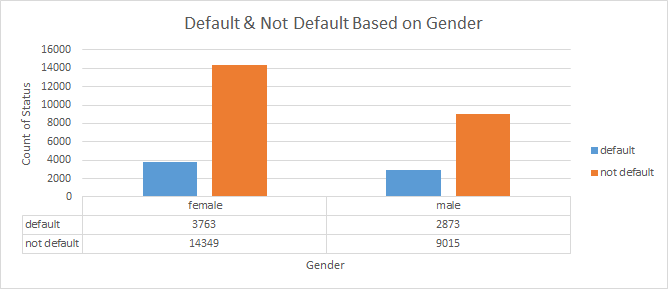 Default & Not Default Based on Gender
16000
14000
12000
10000
8000
6000
4000
2000
0
Count of Status
female male
default 3763 2873
not default 14349 9015
Gender
default
not default